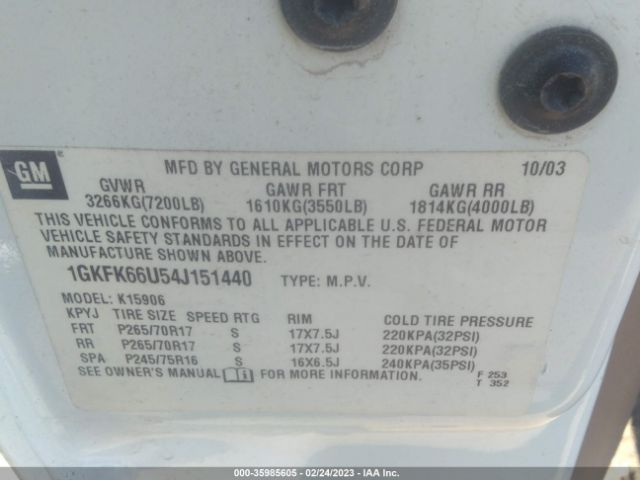 GM ®
MFD BY GENERAL MOTORS CORP 10/03
GVWR GAWR FRT GAWR RR
3266KG(7200LB) 1610KG(3550LB) 1814KG(4000LB)
THIS VEHICLE CONFORMS TO ALL APPLICABLE U.S. FEDERAL MOTOR
VEHICLE SAFETY STANDARDS IN EFFECT ON THE DATE OF
MANUFACTURE SHOWN ABOVE.
1GKFK66U54J151440 TYPE: M.P.V.
MODEL: K15906
KPYJ TIRE SIZE SPEED RTG RIM COLD TIRE PRESSURE
FRT P265/70R17 S 17X7.5J 220KPA(32PSI)
RR P265/70R17 S 17X7.5J 220KPA(32PSI)
SPA P245/75R16 S 16X6.5J 240KPA(35PSI)
SEE OWNER'S MANUAL FOR MORE INFORMATION. F 253
T 352
000-35985605 - 02/24/2023 - IAA Inc.